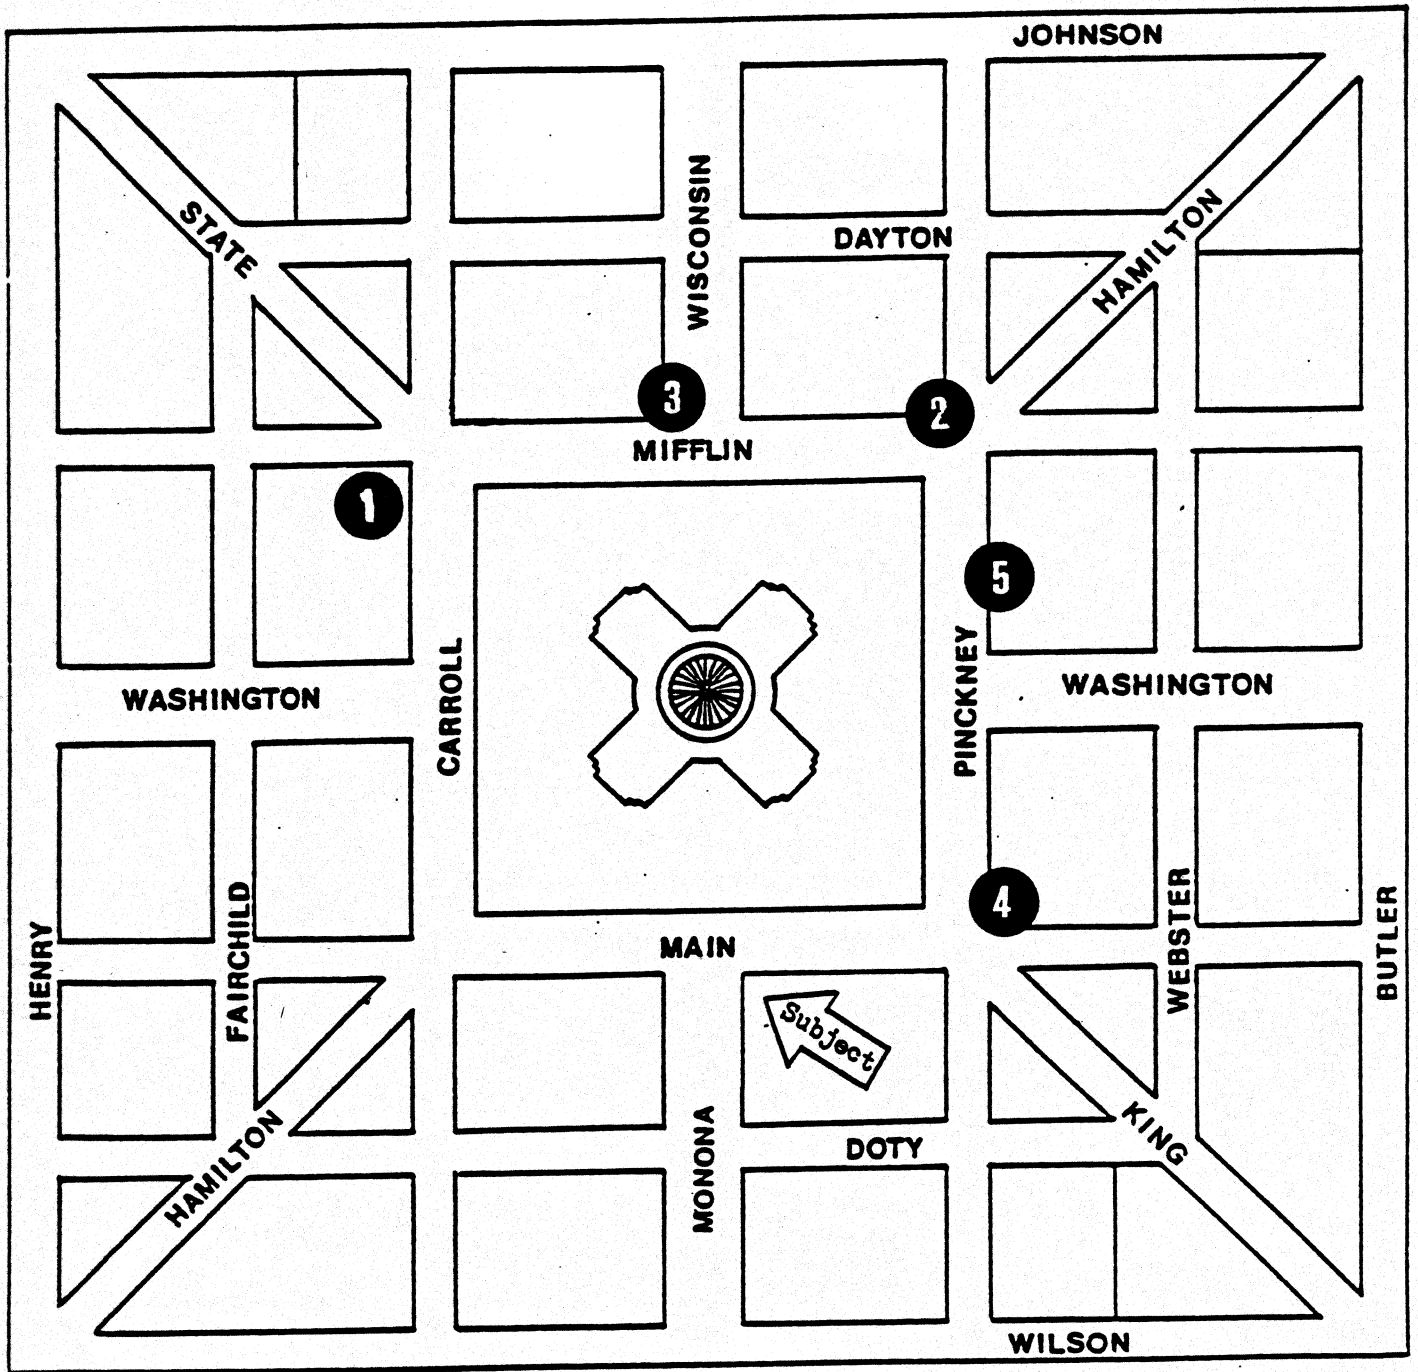 JOHNSON
WISCONSIN
STATE
HAMILTON
DAYTON
3
2
MIFFLIN
1
5
CARROLL
PINCKNEY
WASHINGTON
WASHINGTON
4
HENRY
FAIRCHILD
MAIN
WEBSTER
BUTLER
Subject
HAMILTON
MONONA
DOTY
KING
WILSON